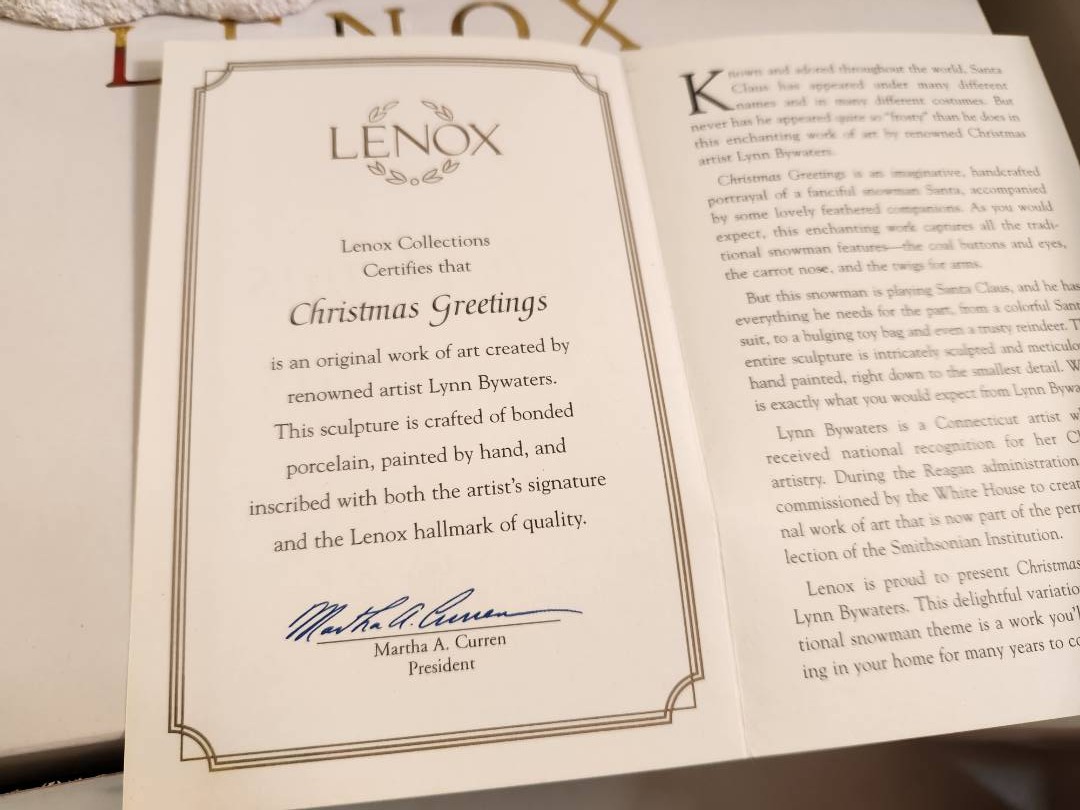 LENOX
LENOX
Lenox Collections
Certifies that
Christmas Greetings
is an original work of art created by
renowned artist Lynn Bywaters.
This sculpture is crafted of bonded
porcelain, painted by hand, and
inscribed with both the artist's signature
and the Lenox hallmark of quality.
Martha A. Curren
Martha A. Curren
President
Known and adored throughout the world, Santa
Claus has appeared under many different
names and in many different costumes. But
never has he appeared quite so "frosty" than he does in
this enchanting work of art by renowned Christmas
artist Lynn Bywaters.
Christmas Greetings is an imaginative, handcrafted
portrayal of a fanciful snowman Santa, accompanied
by some lovely feathered companions. As you would
expect, this enchanting work captures all the tradi-
tional snowman features—the coal buttons and eyes,
the carrot nose, and the twigs for arms.
But this snowman is playing Santa Claus, and he has
everything he needs for the part, from a colorful Sant
suit, to a bulging toy bag and even a trusty reindeer. T
entire sculpture is intricately sculpted and meticulo
hand painted, right down to the smallest detail. W
is exactly what you would expect from Lynn Bywa
Lynn Bywaters is a Connecticut artist w
received national recognition for her C
artistry. During the Reagan administration
commissioned by the White House to creat
nal work of art that is now part of the per
lection of the Smithsonian Institution.
Lenox is proud to present Christmas
Lynn Bywaters. This delightful variatio
tional snowman theme is a work you'l
ing in your home for many years to co